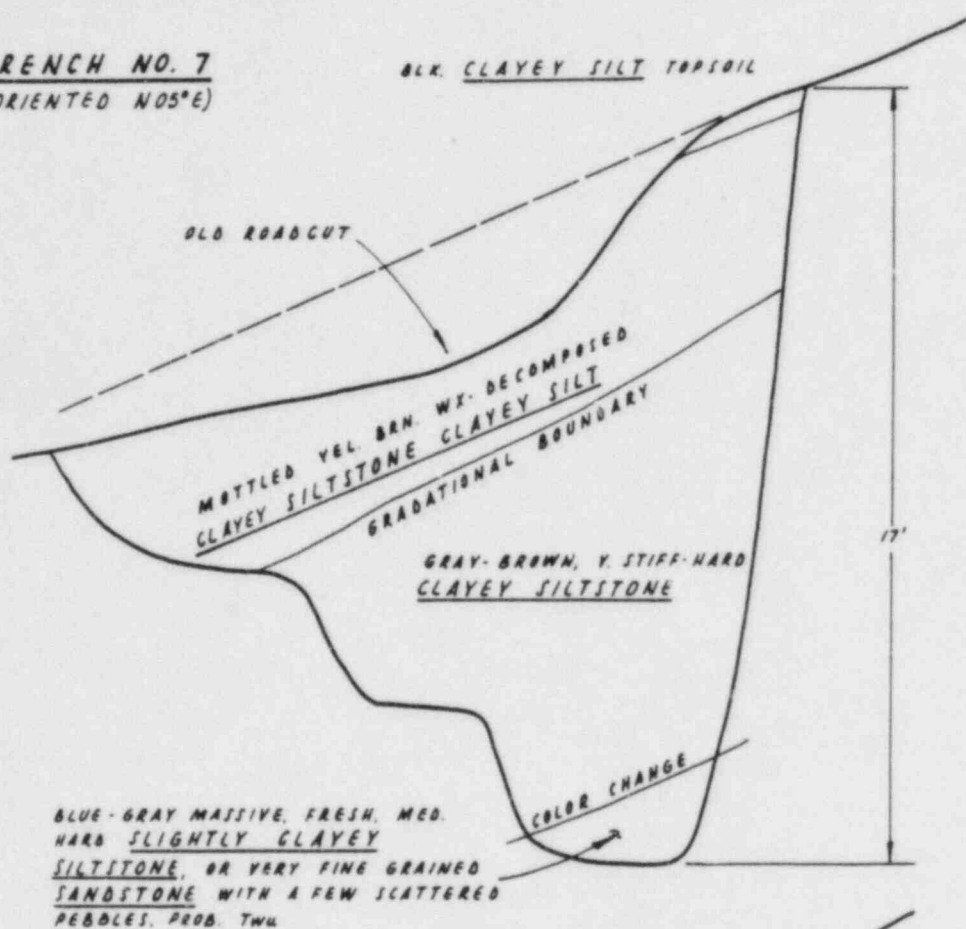 RENCH NO. 7
ORIENTED N05°E)
BLK. CLAYEY SILT TOPSOIL
OLD ROADCUT
MOTTLED YEL. BRN. WX- DECOMPOSED
CLAYEY SILTSTONE CLAYEY SILT
GRADATIONAL BOUNDARY
GRAY-BROWN, V. STIFF-HARD
CLAYEY SILTSTONE
17'
COLOR CHANGE
BLUE-GRAY MASSIVE, FRESH, MED.
HARD SLIGHTLY CLAYEY
SILTSTONE, OR VERY FINE GRAINED
SANDSTONE WITH A FEW SCATTERED
PEBBLES. PROB. Twu